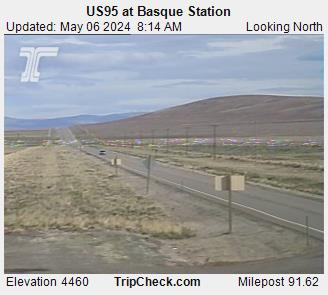 US95 at Basque Station
Updated: May 06 2024 8:14 AM Looking North
Elevation 4460 TripCheck.com Milepost 91.62